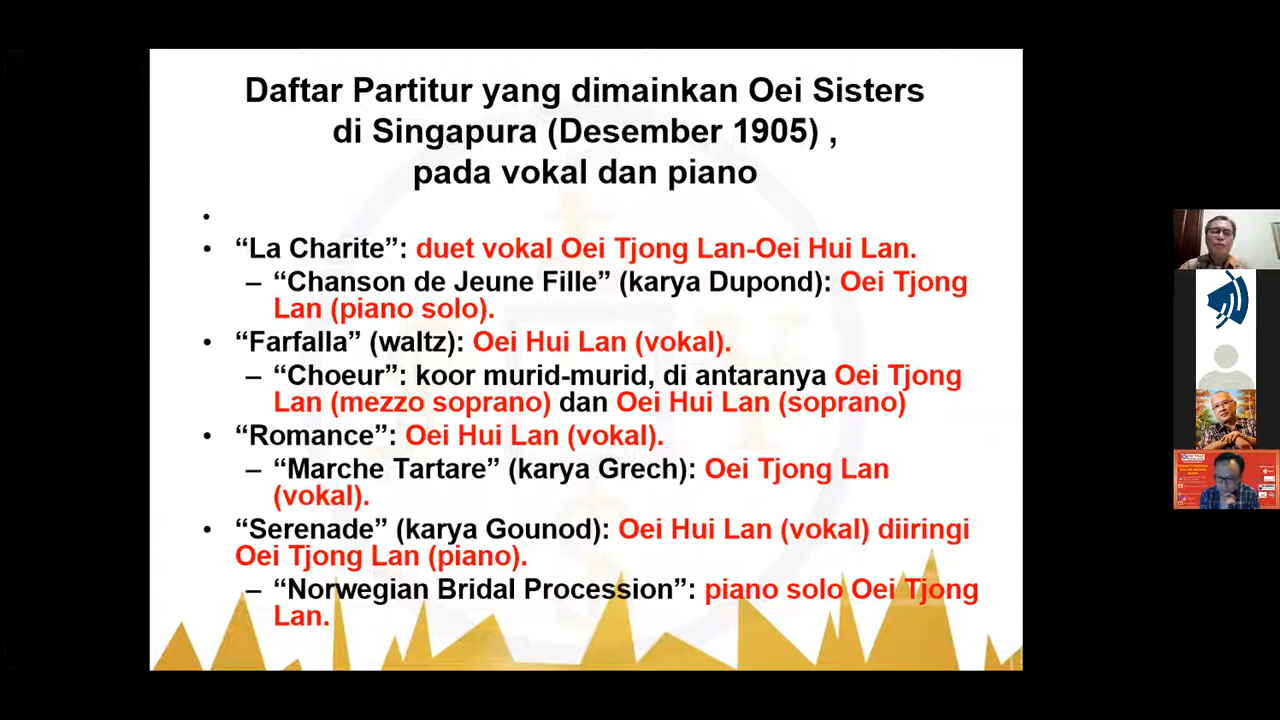 Daftar Partitur yang dimainkan Oei Sisters
di Singapura (Desember 1905) ,
pada vokal dan piano
•
• “La Charite”: duet vokal Oei Tjong Lan-Oei Hui Lan.
– “Chanson de Jeune Fille” (karya Dupond): Oei Tjong
Lan (piano solo).
• “Farfalla” (waltz): Oei Hui Lan (vokal).
– “Choeur”: koor murid-murid, di antaranya Oei Tjong
Lan (mezzo soprano) dan Oei Hui Lan (soprano)
• “Romance”: Oei Hui Lan (vokal).
– “Marche Tartare” (karya Grech): Oei Tjong Lan
(vokal).
• “Serenade” (karya Gounod): Oei Hui Lan (vokal) diiringi
Oei Tjong Lan (piano).
– “Norwegian Bridal Procession”: piano solo Oei Tjong
Lan.